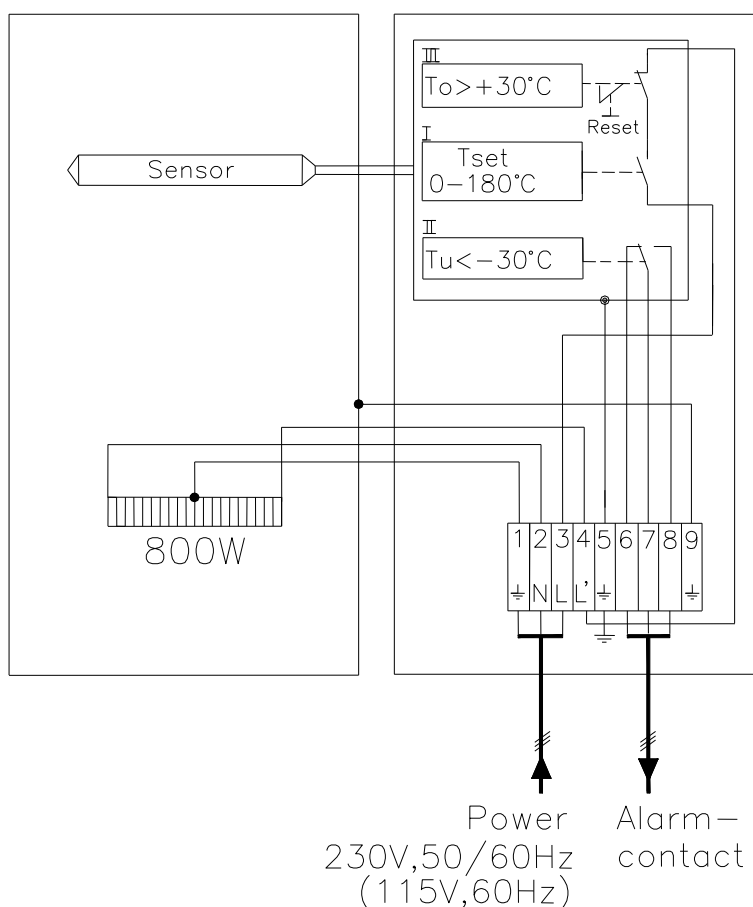 III
To>+30°C
Reset
I
Sensor
Tset
0-180°C
II
Tu<-30°C
800W
1 2 3 4 5 6 7 8 9
N L L'
Power
230V,50/60Hz
(115V,60Hz)
Alarm-
contact